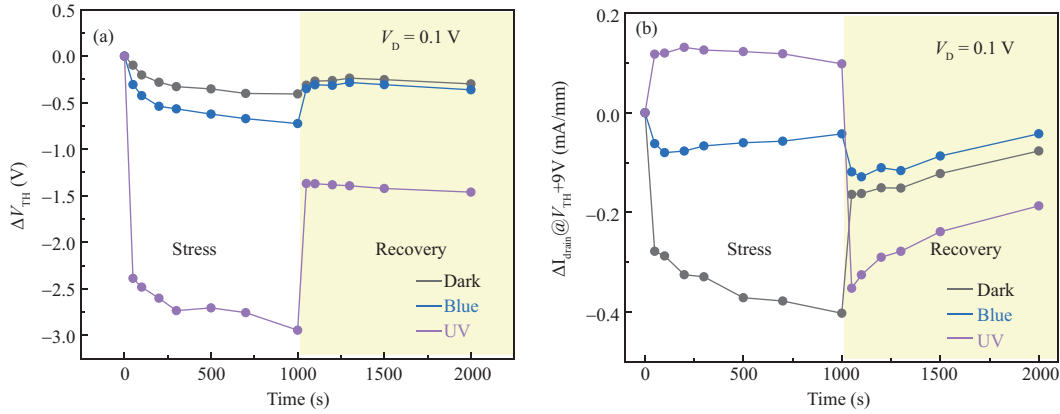 (a)
V_D = 0.1 V
0.5
0.0
−0.5
−1.0
−1.5
−2.0
−2.5
−3.0
ΔV_TH (V)
Stress
Recovery
Dark
Blue
UV
0
500
1000
1500
2000
Time (s)
(b)
V_D = 0.1 V
0.2
0.0
−0.2
−0.4
ΔI_drain@V_TH+9V (mA/mm)
Stress
Recovery
Dark
Blue
UV
0
500
1000
1500
2000
Time (s)